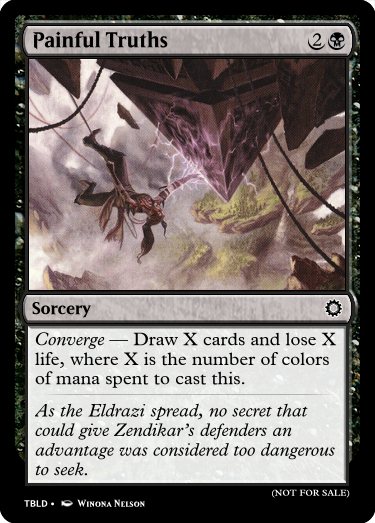 Painful Truths 2
Sorcery
Converge — Draw X cards and lose X
life, where X is the number of colors
of mana spent to cast this.
As the Eldrazi spread, no secret that
could give Zendikar's defenders an
advantage was considered too dangerous
to seek.
(NOT FOR SALE)
TBLD • Winona Nelson